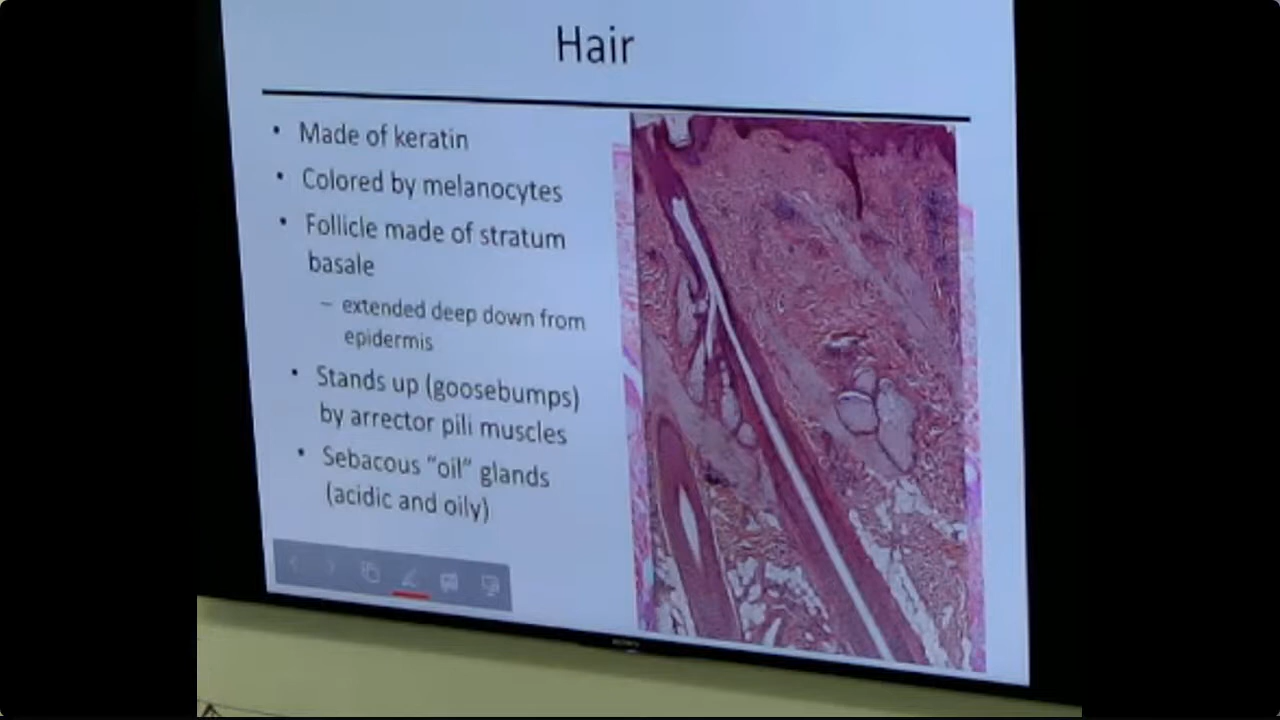 Hair
• Made of keratin
• Colored by melanocytes
• Follicle made of stratum
basale
– extended deep down from
epidermis
• Stands up (goosebumps)
by arrector pili muscles
• Sebacous “oil” glands
(acidic and oily)
SONY